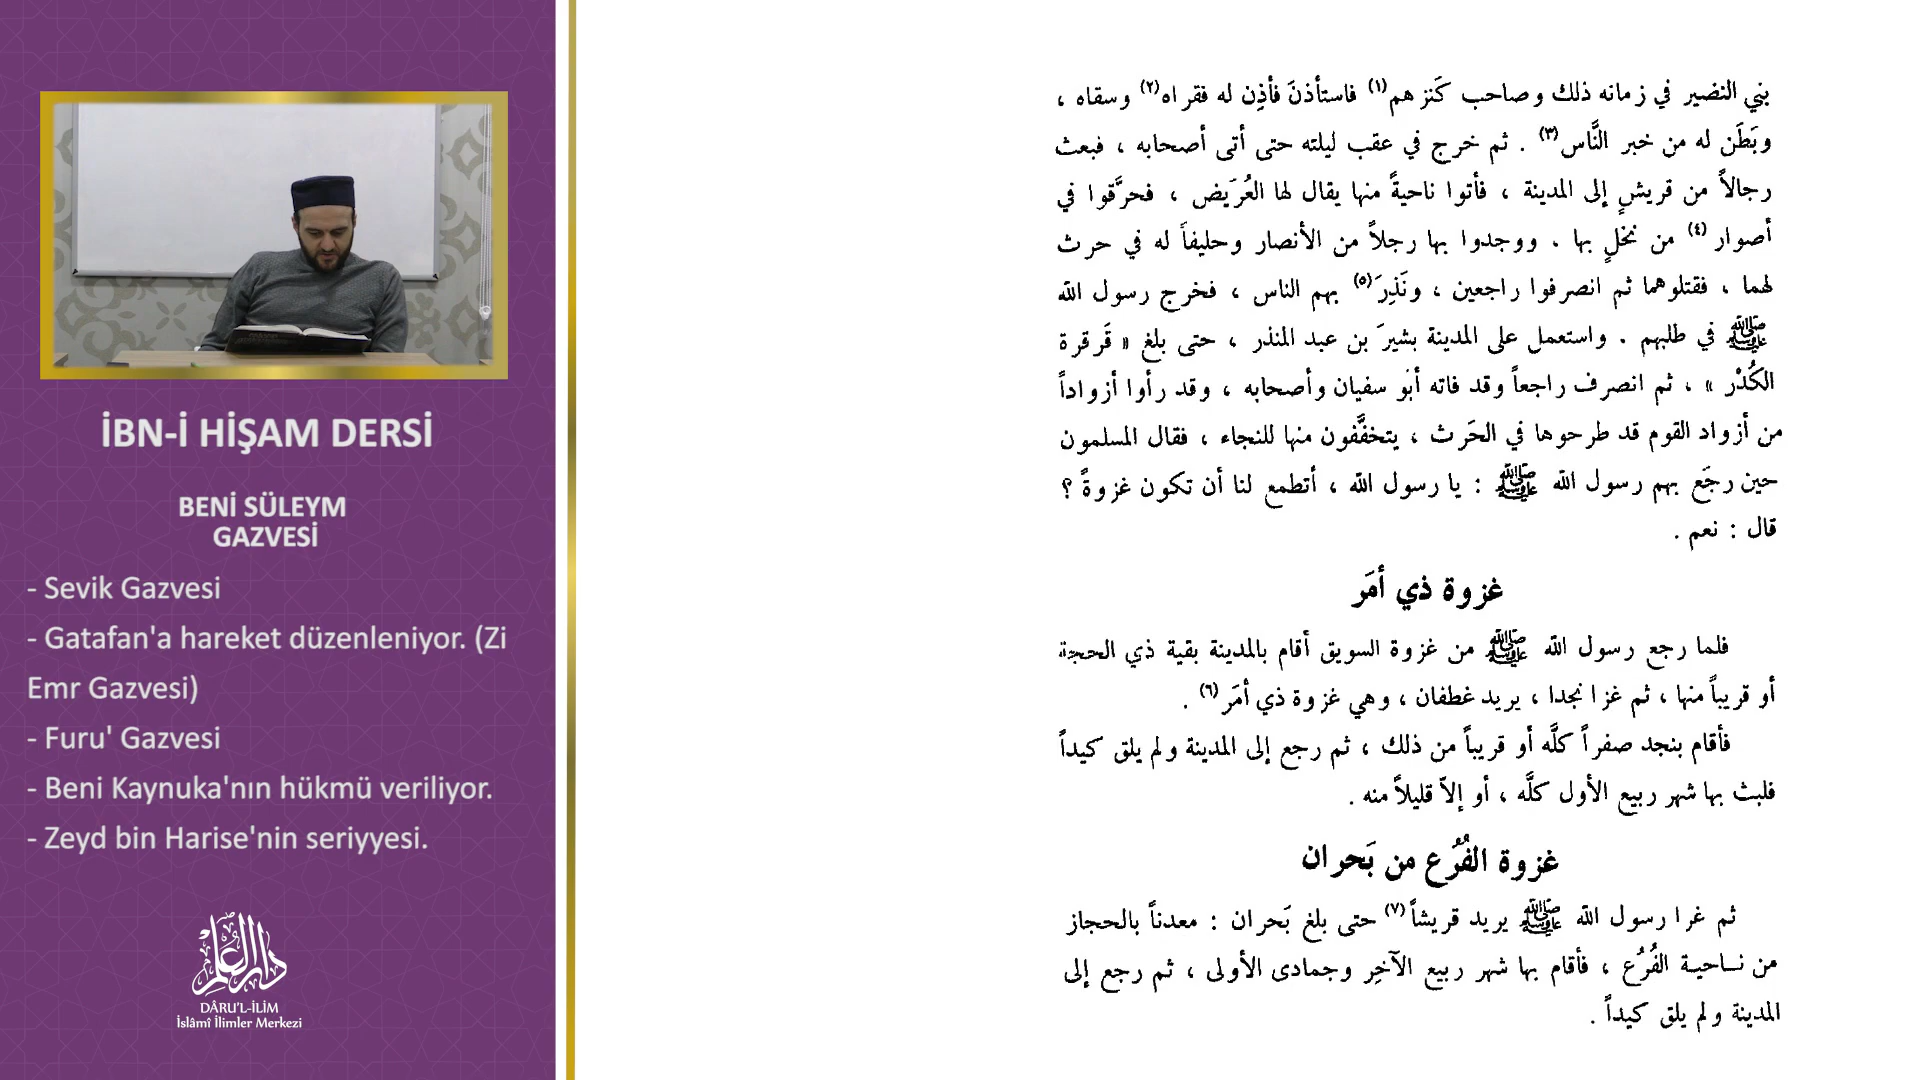 İBN-İ HİŞAM DERSİ
BENİ SÜLEYM
GAZVESİ
- Sevik Gazvesi
- Gatafan'a hareket düzenleniyor. (Zi
Emr Gazvesi)
- Furu' Gazvesi
- Beni Kaynuka'nın hükmü veriliyor.
- Zeyd bin Harise'nin seriyyesi.
دار العلم
DÂRU'L-İLİM
İslâmî İlimler Merkezi
بني النضير في زمانه ذلك وصاحب كَنزهم(١) فاستأذنَ فأذِن له فقراه(٢) وسقاه ،
وبَطَن له من خبر النَّاس(٣) . ثم خرج في عقب ليلته حتى أتى أصحابه ، فبعث
رجالاً من قريشٍ إلى المدينة ، فأتوا ناحيةً منها يقال لها العُرَيض ، فحرَّقوا في
أصوار(٤) من نخلٍ بها . ووجدوا بها رجلاً من الأنصار وحليفاً له في حرث
لهما ، فقتلوهما ثم انصرفوا راجعين ، ونَذِرَ(٥) بهم الناس ، فخرج رسول الله
ﷺ في طلبهم . واستعمل على المدينة بشيرَ بن عبد المنذر ، حتى بلغ « قَرقرة
الكُدْر » ، ثم انصرف راجعاً وقد فاته أبو سفيان وأصحابه ، وقد رأوا أزواداً
من أزواد القوم قد طرحوها في الحَرث ، يتخفَّفون منها للنجاء ، فقال المسلمون
حين رجَع بهم رسول الله ﷺ : يا رسول الله ، أتطمع لنا أن تكون غزوةً ؟
قال : نعم .
غزوة ذي أمَر
فلما رجع رسول الله ﷺ من غزوة السويق أقام بالمدينة بقية ذي الحجة
أو قريباً منها ، ثم غزا نجدا ، يريد غطفان ، وهي غزوة ذي أمَر(٦) .
فأقام بنجد صفراً كلَّه أو قريباً من ذلك ، ثم رجع إلى المدينة ولم يلق كيداً
فلبث بها شهر ربيع الأول كلَّه ، أو إلاّ قليلاً منه .
غزوة الفُرُع من بَحران
ثم غرا رسول الله ﷺ يريد قريشاً(٧) حتى بلغ بَحران : معدناً بالحجاز
من ناحية الفُرُع ، فأقام بها شهر ربيع الآخِر وجمادى الأولى ، ثم رجع إلى
المدينة ولم يلق كيداً .